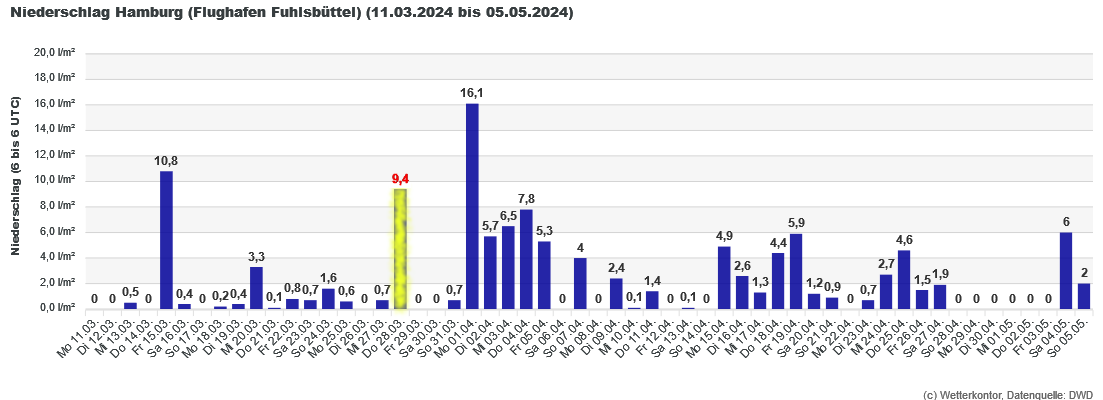 Niederschlag Hamburg (Flughafen Fuhlsbüttel) (11.03.2024 bis 05.05.2024)
Niederschlag (6 bis 6 UTC)
20,0 l/m²
18,0 l/m²
16,0 l/m²
14,0 l/m²
12,0 l/m²
10,0 l/m²
8,0 l/m²
6,0 l/m²
4,0 l/m²
2,0 l/m²
0,0 l/m²
0 0 0,5 0 10,8 0,4 0 0,2 0,4 3,3 0,1 0,8 0,7 1,6 0,6 0 0,7 9,4 0 0 0,7 16,1 5,7 6,5 7,8 5,3 0 4 0 2,4 0,1 1,4 0 0,1 0 4,9 2,6 1,3 4,4 5,9 1,2 0,9 0 0,7 2,7 4,6 1,5 1,9 0 0 0 0 0 0 6 2
Mo 11.03.
Di 12.03.
Mi 13.03.
Do 14.03.
Fr 15.03.
Sa 16.03.
So 17.03.
Mo 18.03.
Di 19.03.
Mi 20.03.
Do 21.03.
Fr 22.03.
Sa 23.03.
So 24.03.
Mo 25.03.
Di 26.03.
Mi 27.03.
Do 28.03.
Fr 29.03.
Sa 30.03.
So 31.03.
Mo 01.04.
Di 02.04.
Mi 03.04.
Do 04.04.
Fr 05.04.
Sa 06.04.
So 07.04.
Mo 08.04.
Di 09.04.
Mi 10.04.
Do 11.04.
Fr 12.04.
Sa 13.04.
So 14.04.
Mo 15.04.
Di 16.04.
Mi 17.04.
Do 18.04.
Fr 19.04.
Sa 20.04.
So 21.04.
Mo 22.04.
Di 23.04.
Mi 24.04.
Do 25.04.
Fr 26.04.
Sa 27.04.
So 28.04.
Mo 29.04.
Di 30.04.
Mi 01.05.
Do 02.05.
Fr 03.05.
Sa 04.05.
So 05.05.
(c) Wetterkontor, Datenquelle: DWD